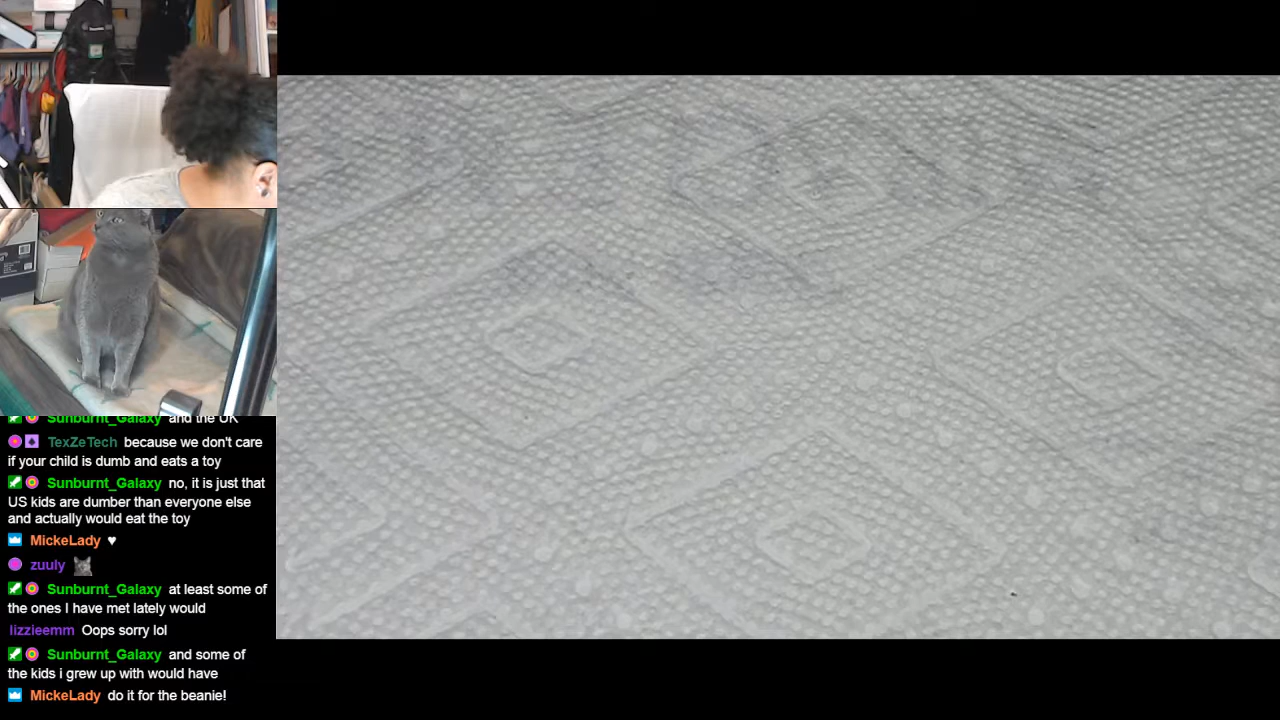 Sunburnt_Galaxy and the UK
TexZeTech because we don't care
if your child is dumb and eats a toy
Sunburnt_Galaxy no, it is just that
US kids are dumber than everyone else
and actually would eat the toy
MickeLady ♥
zuuly
Sunburnt_Galaxy at least some of
the ones I have met lately would
lizzieemm Oops sorry lol
Sunburnt_Galaxy and some of
the kids i grew up with would have
MickeLady do it for the beanie!